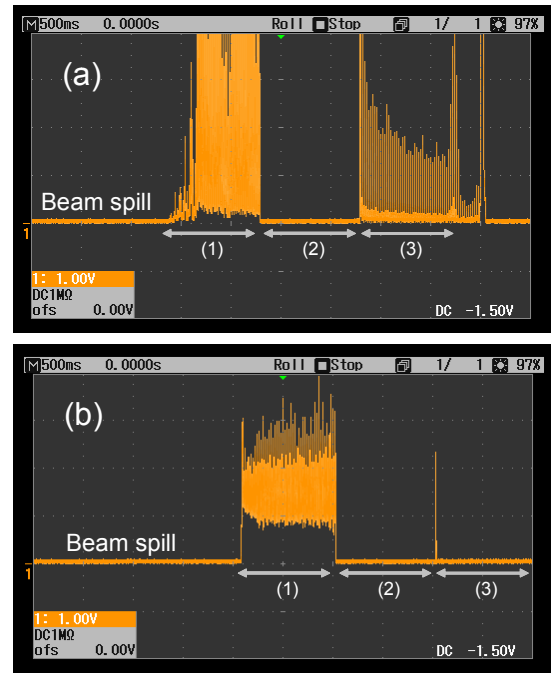 M500ms 0.0000s Roll Stop 1/ 1 97%
(a)
Beam spill
1
(1) (2) (3)
1: 1.00V
DC1MΩ
ofs 0.00V DC -1.50V
M500ms 0.0000s Roll Stop 1/ 1 97%
(b)
Beam spill
1
(1) (2) (3)
1: 1.00V
DC1MΩ
ofs 0.00V DC -1.50V